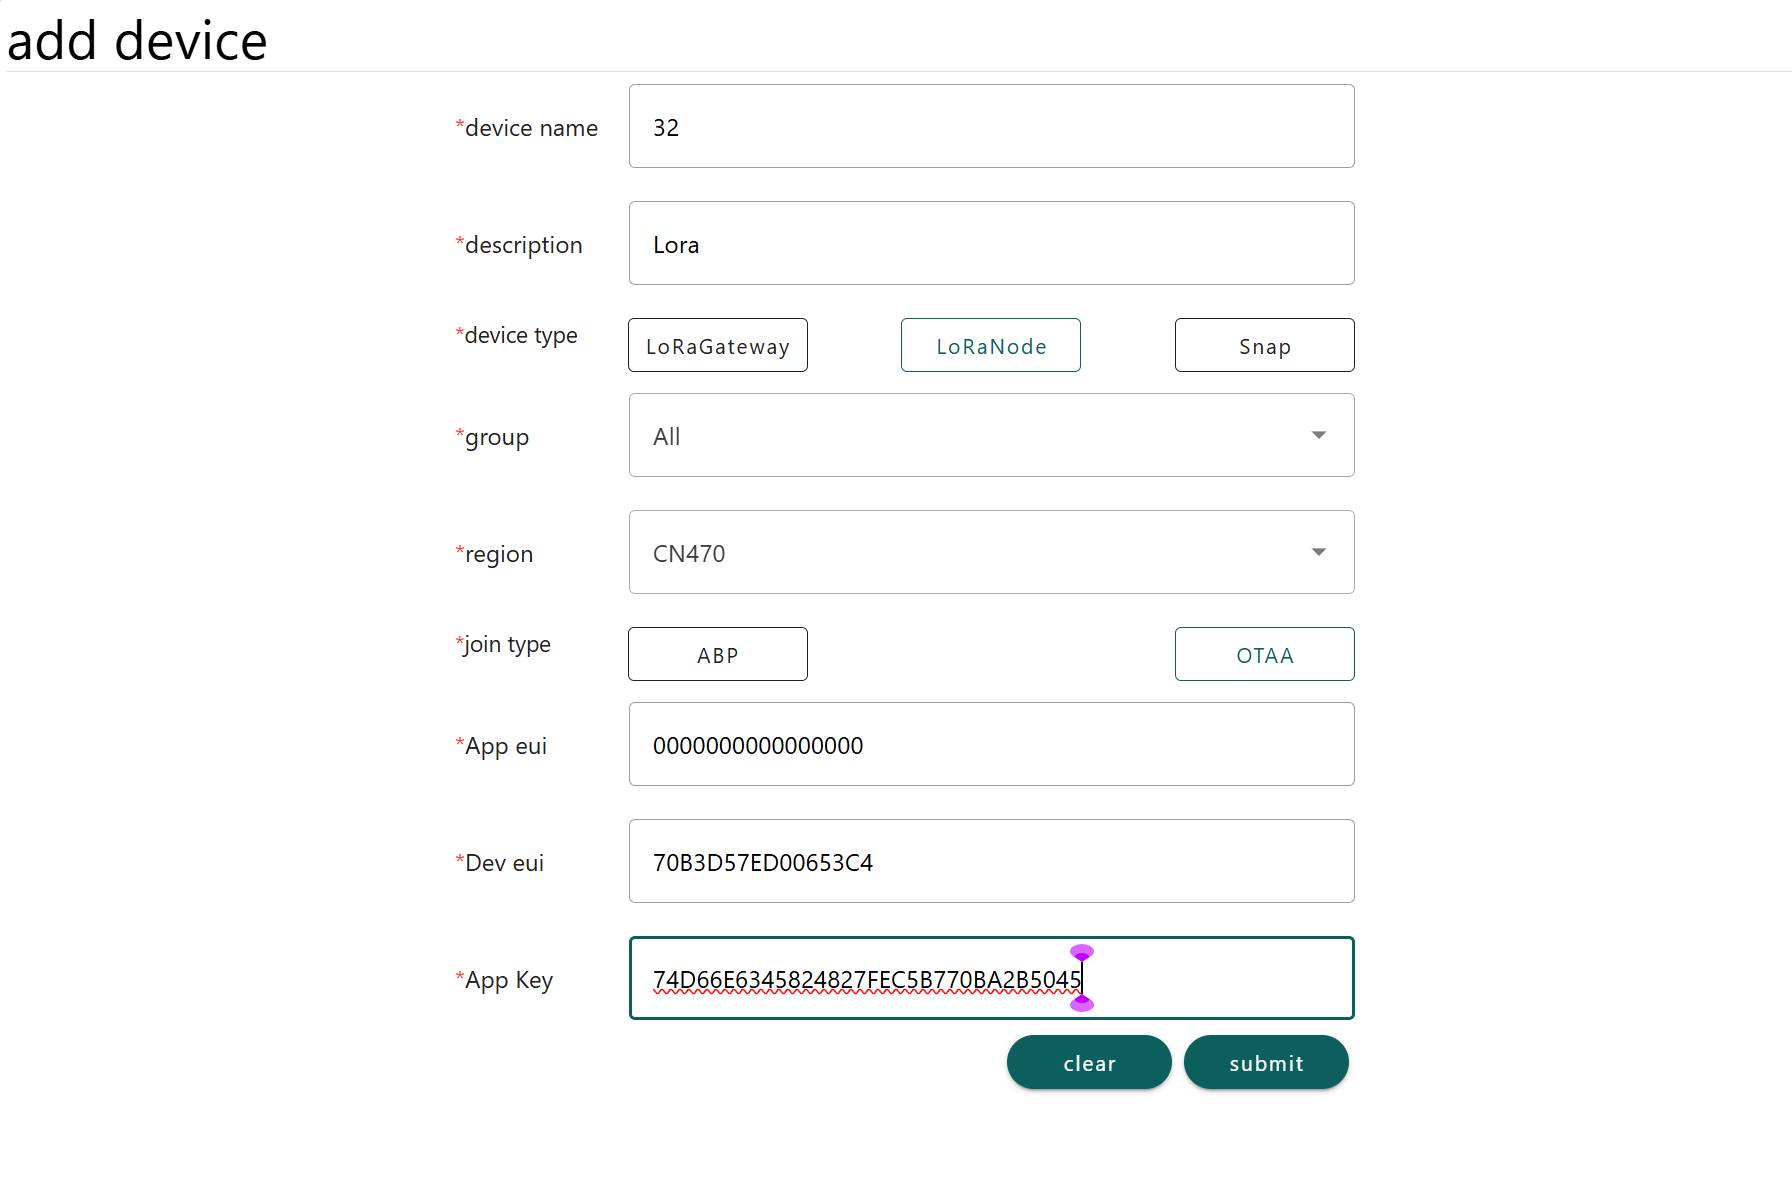 add device
*device name 32
*description Lora
*device type LoRaGateway LoRaNode Snap
*group All
*region CN470
*join type ABP OTAA
*App eui 0000000000000000
*Dev eui 70B3D57ED00653C4
*App Key 74D66E6345824827FEC5B770BA2B5045
clear submit